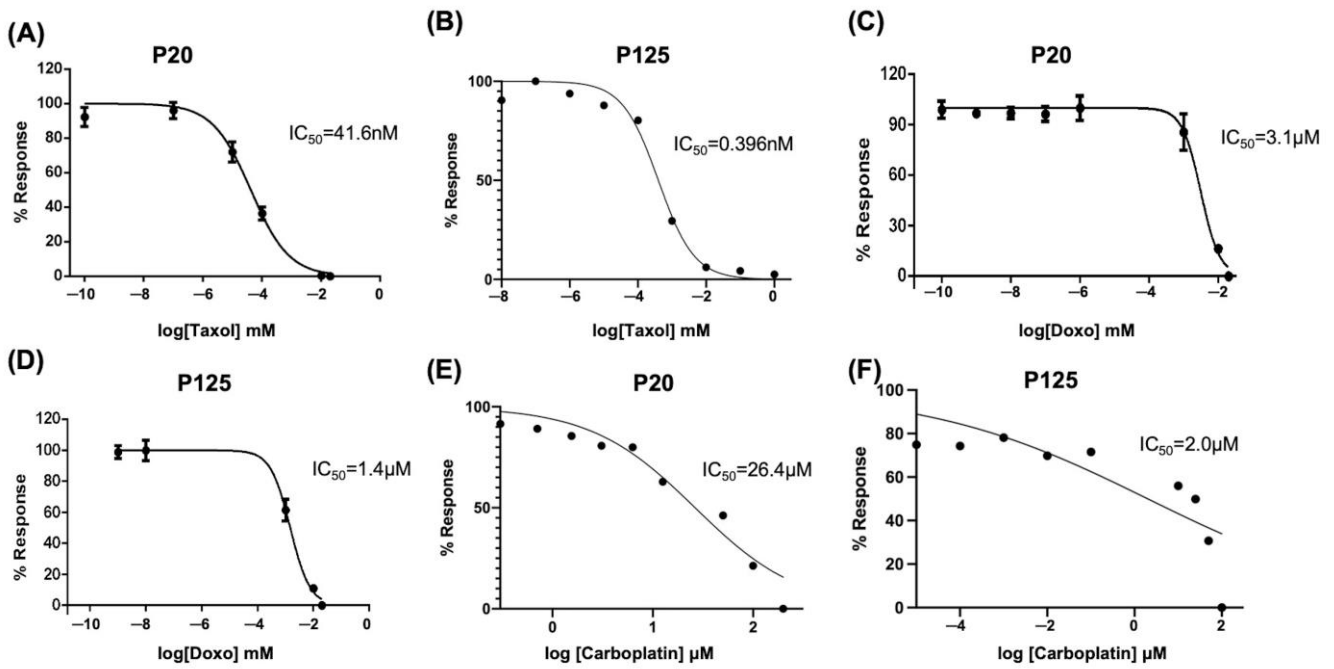 (A)
P20
120
100
80
60
40
20
0
% Response
IC50=41.6nM
−10 −8 −6 −4 −2 0
log[Taxol] mM
(B)
P125
100
50
0
% Response
IC50=0.396nM
−8 −6 −4 −2 0
log[Taxol] mM
(C)
P20
120
90
60
30
0
% Response
IC50=3.1µM
−10 −8 −6 −4 −2
log[Doxo] mM
(D)
P125
120
100
80
60
40
20
0
% Response
IC50=1.4µM
−10 −8 −6 −4 −2 0
log[Doxo] mM
(E)
P20
100
50
0
% Response
IC50=26.4µM
0 1 2
log [Carboplatin] µM
(F)
P125
100
80
60
40
20
0
% Response
IC50=2.0µM
−4 −2 0 2
log [Carboplatin] µM